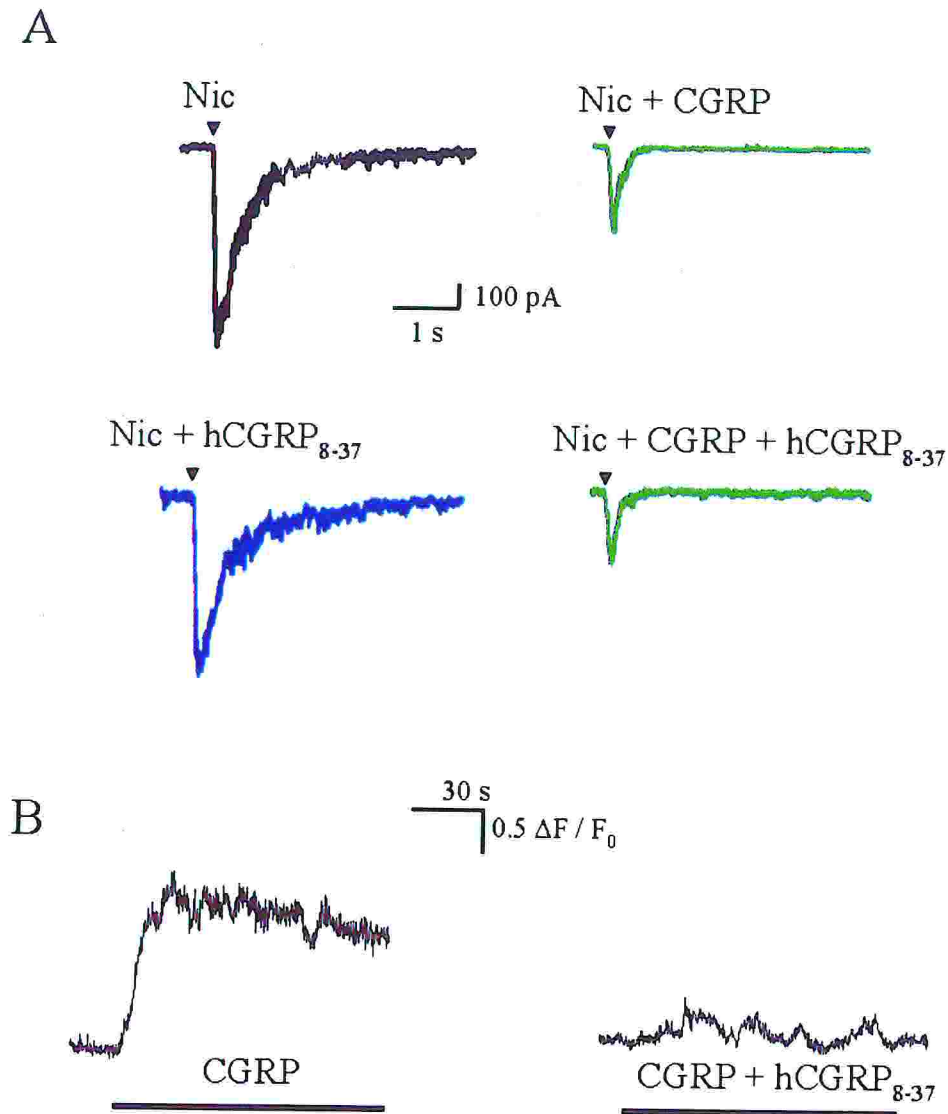 A
Nic
Nic + CGRP
100 pA
1 s
Nic + hCGRP8-37
Nic + CGRP + hCGRP8-37
B
30 s
0.5 ΔF / F0
CGRP
CGRP + hCGRP8-37